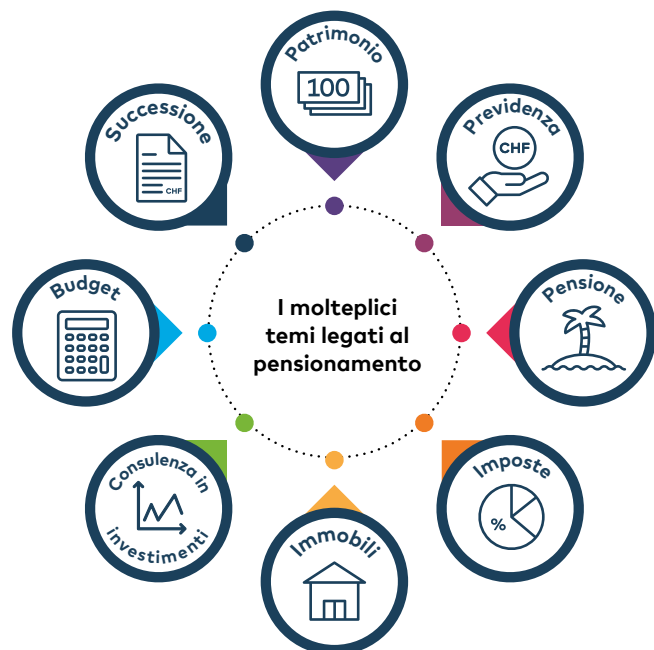 Patrimonio
100
Previdenza
CHF
Pensione
Imposte
%
Immobili
Consulenza in
investimenti
Budget
Successione
CHF
I molteplici
temi legati al
pensionamento